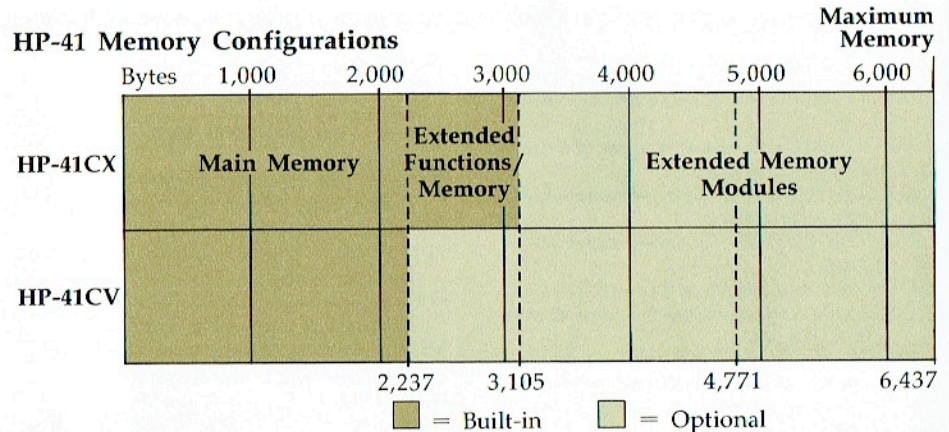 HP-41 Memory Configurations
Maximum
Memory
Bytes 1,000 2,000 3,000 4,000 5,000 6,000
HP-41CX
Main Memory
Extended
Functions/
Memory
Extended Memory
Modules
HP-41CV
2,237 3,105 4,771 6,437
= Built-in = Optional